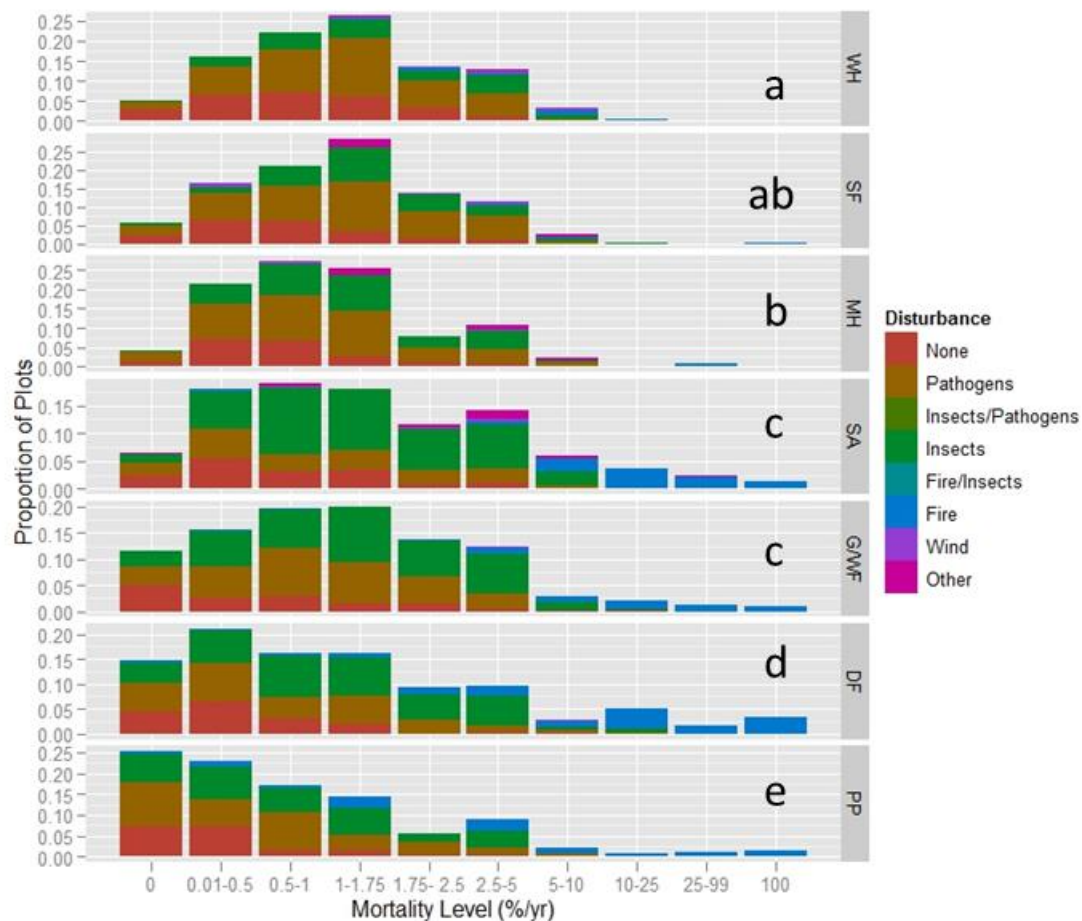 Proportion of Plots
0.25
0.20
0.15
0.10
0.05
0.00
a
WH
0.25
0.20
0.15
0.10
0.05
0.00
ab
SF
0.25
0.20
0.15
0.10
0.05
0.00
b
MH
0.15
0.10
0.05
0.00
c
SA
0.20
0.15
0.10
0.05
0.00
c
G/WF
0.20
0.15
0.10
0.05
0.00
d
DF
0.25
0.20
0.15
0.10
0.05
0.00
e
PP
0 0.01-0.5 0.5-1 1-1.75 1.75- 2.5 2.5-5 5-10 10-25 25-99 100
Mortality Level (%/yr)
Disturbance
None
Pathogens
Insects/Pathogens
Insects
Fire/Insects
Fire
Wind
Other